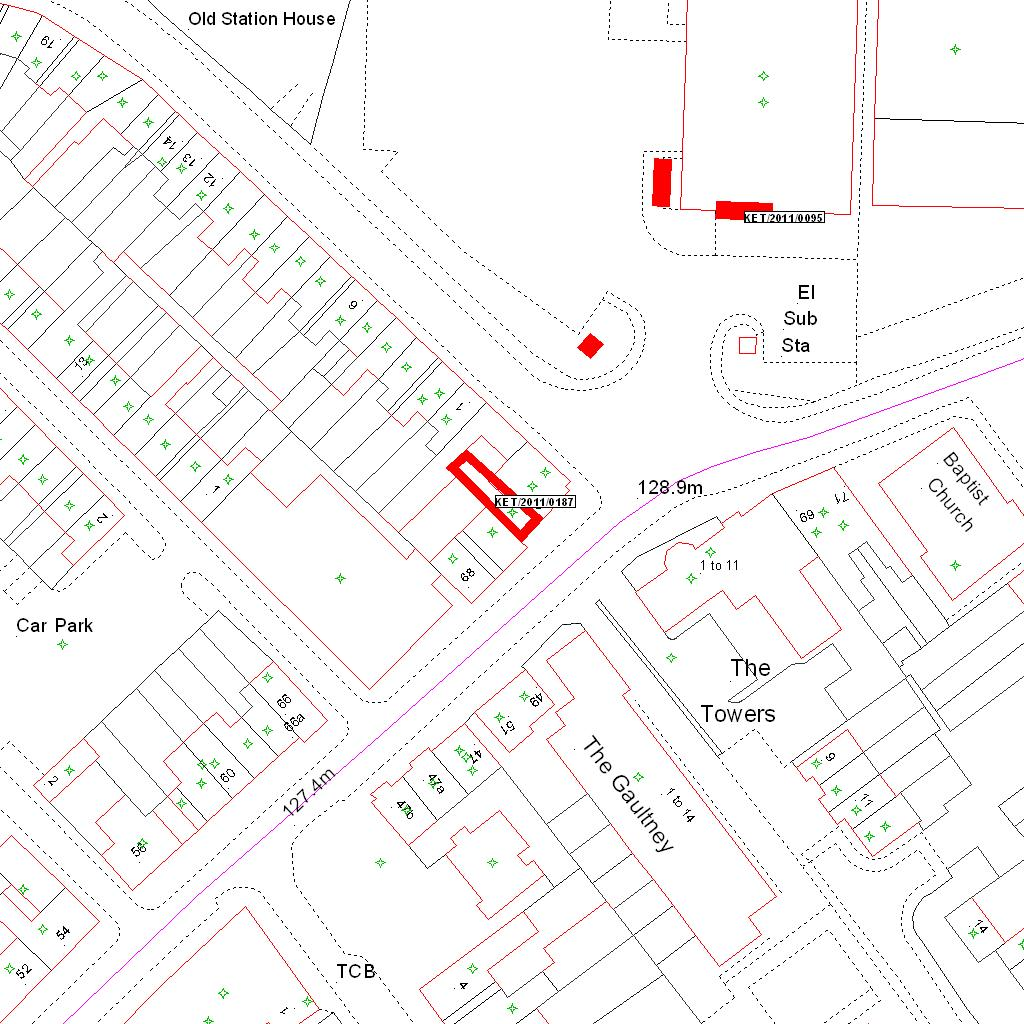 Old Station House
19
14
13
12
KET/2011/0095
El
Sub
Sta
6
13
1
1
2
KET/2011/0187
128.9m
Baptist
Church
71
69
1 to 11
68
Car Park
The
Towers
49
51
66
66a
60
2
56
47
47a
47b
127.4m
The Gaultney
1 to 14
9
11
54
52
TCB
4
14
1